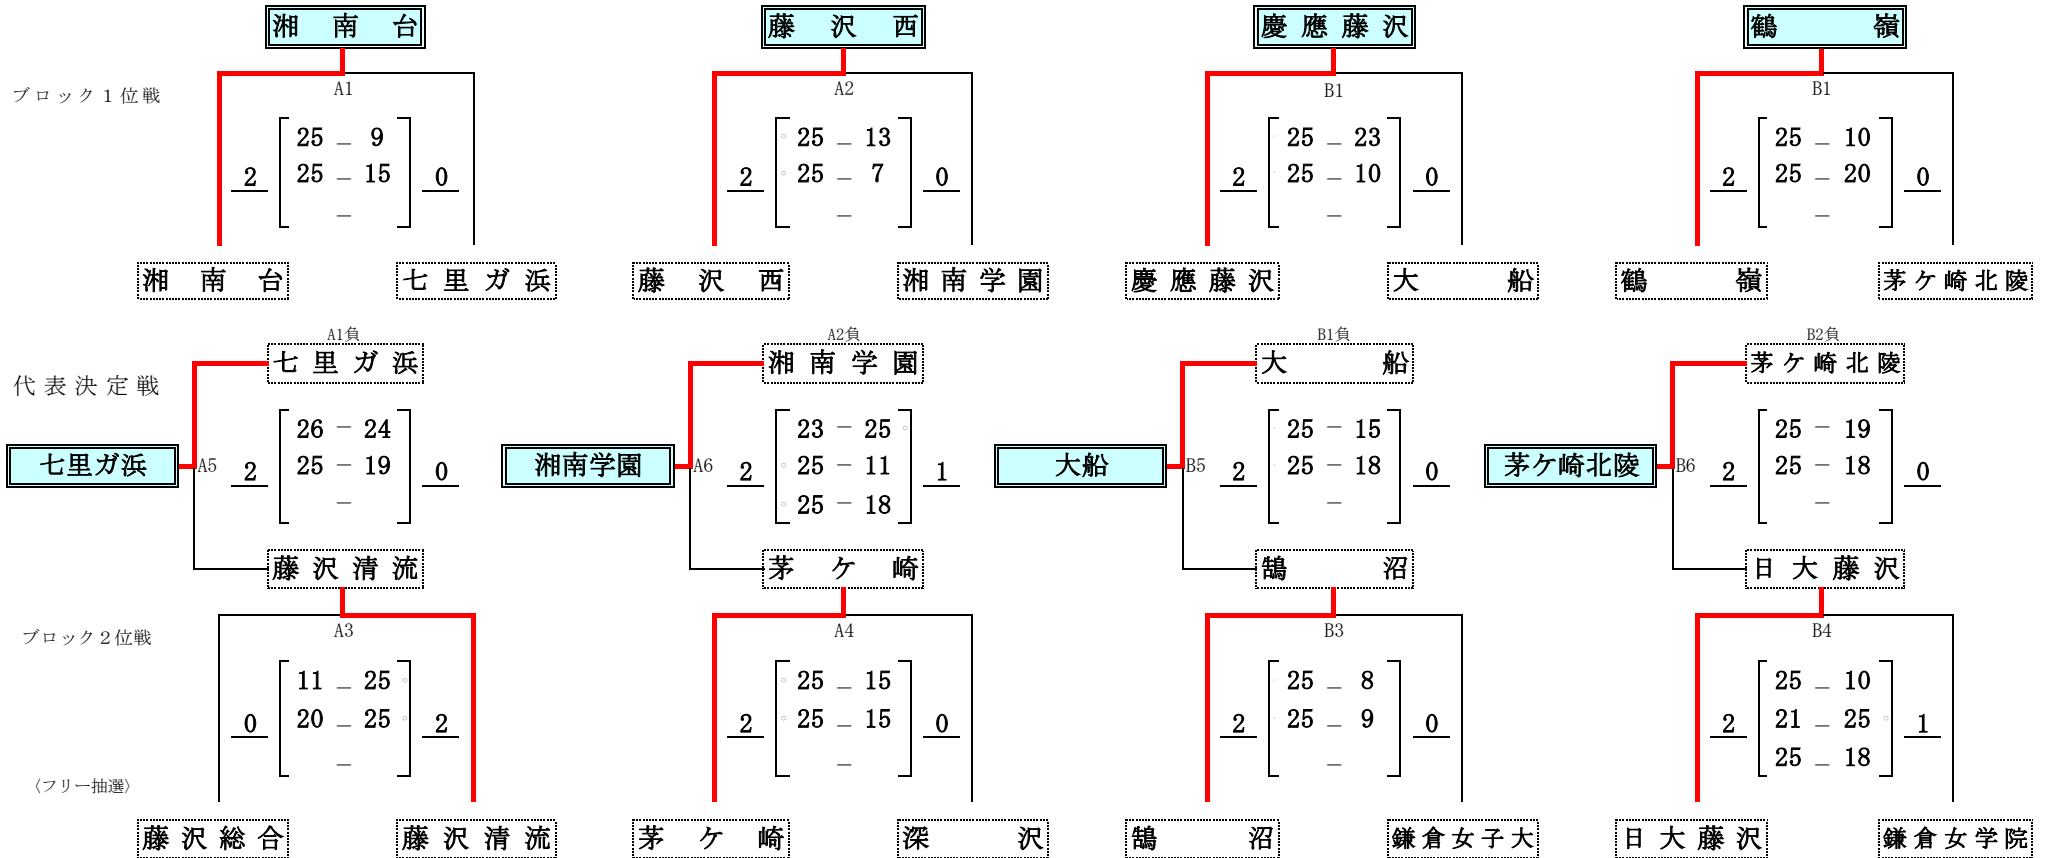 湘南台 藤沢西 慶應藤沢 鶴嶺
ブロック１位戦 A1 A2 B1 B1
25 － 9 25 － 13 25 － 23 25 － 10
2 25 － 15 0 2 25 － 7 0 2 25 － 10 0 2 25 － 20 0
－ － － －
湘南台 七里ガ浜 藤沢西 湘南学園 慶應藤沢 大船 鶴嶺 茅ケ崎北陵
A1負 A2負 B1負 B2負
七里ガ浜 湘南学園 大船 茅ケ崎北陵
代表決定戦
26 － 24 23 － 25 25 － 15 25 － 19
七里ガ浜 A5 2 25 － 19 0 湘南学園 A6 2 25 － 11 1 大船 B5 2 25 － 18 0 茅ケ崎北陵 B6 2 25 － 18 0
－ 25 － 18 － －
藤沢清流 茅ケ崎 鵠沼 日大藤沢
ブロック２位戦 A3 A4 B3 B4
11 － 25 25 － 15 25 － 8 25 － 10
0 20 － 25 2 2 25 － 15 0 2 25 － 9 0 2 21 － 25 1
－ － － 25 － 18
〈フリー抽選〉
藤沢総合 藤沢清流 茅ケ崎 深沢 鵠沼 鎌倉女子大 日大藤沢 鎌倉女学院